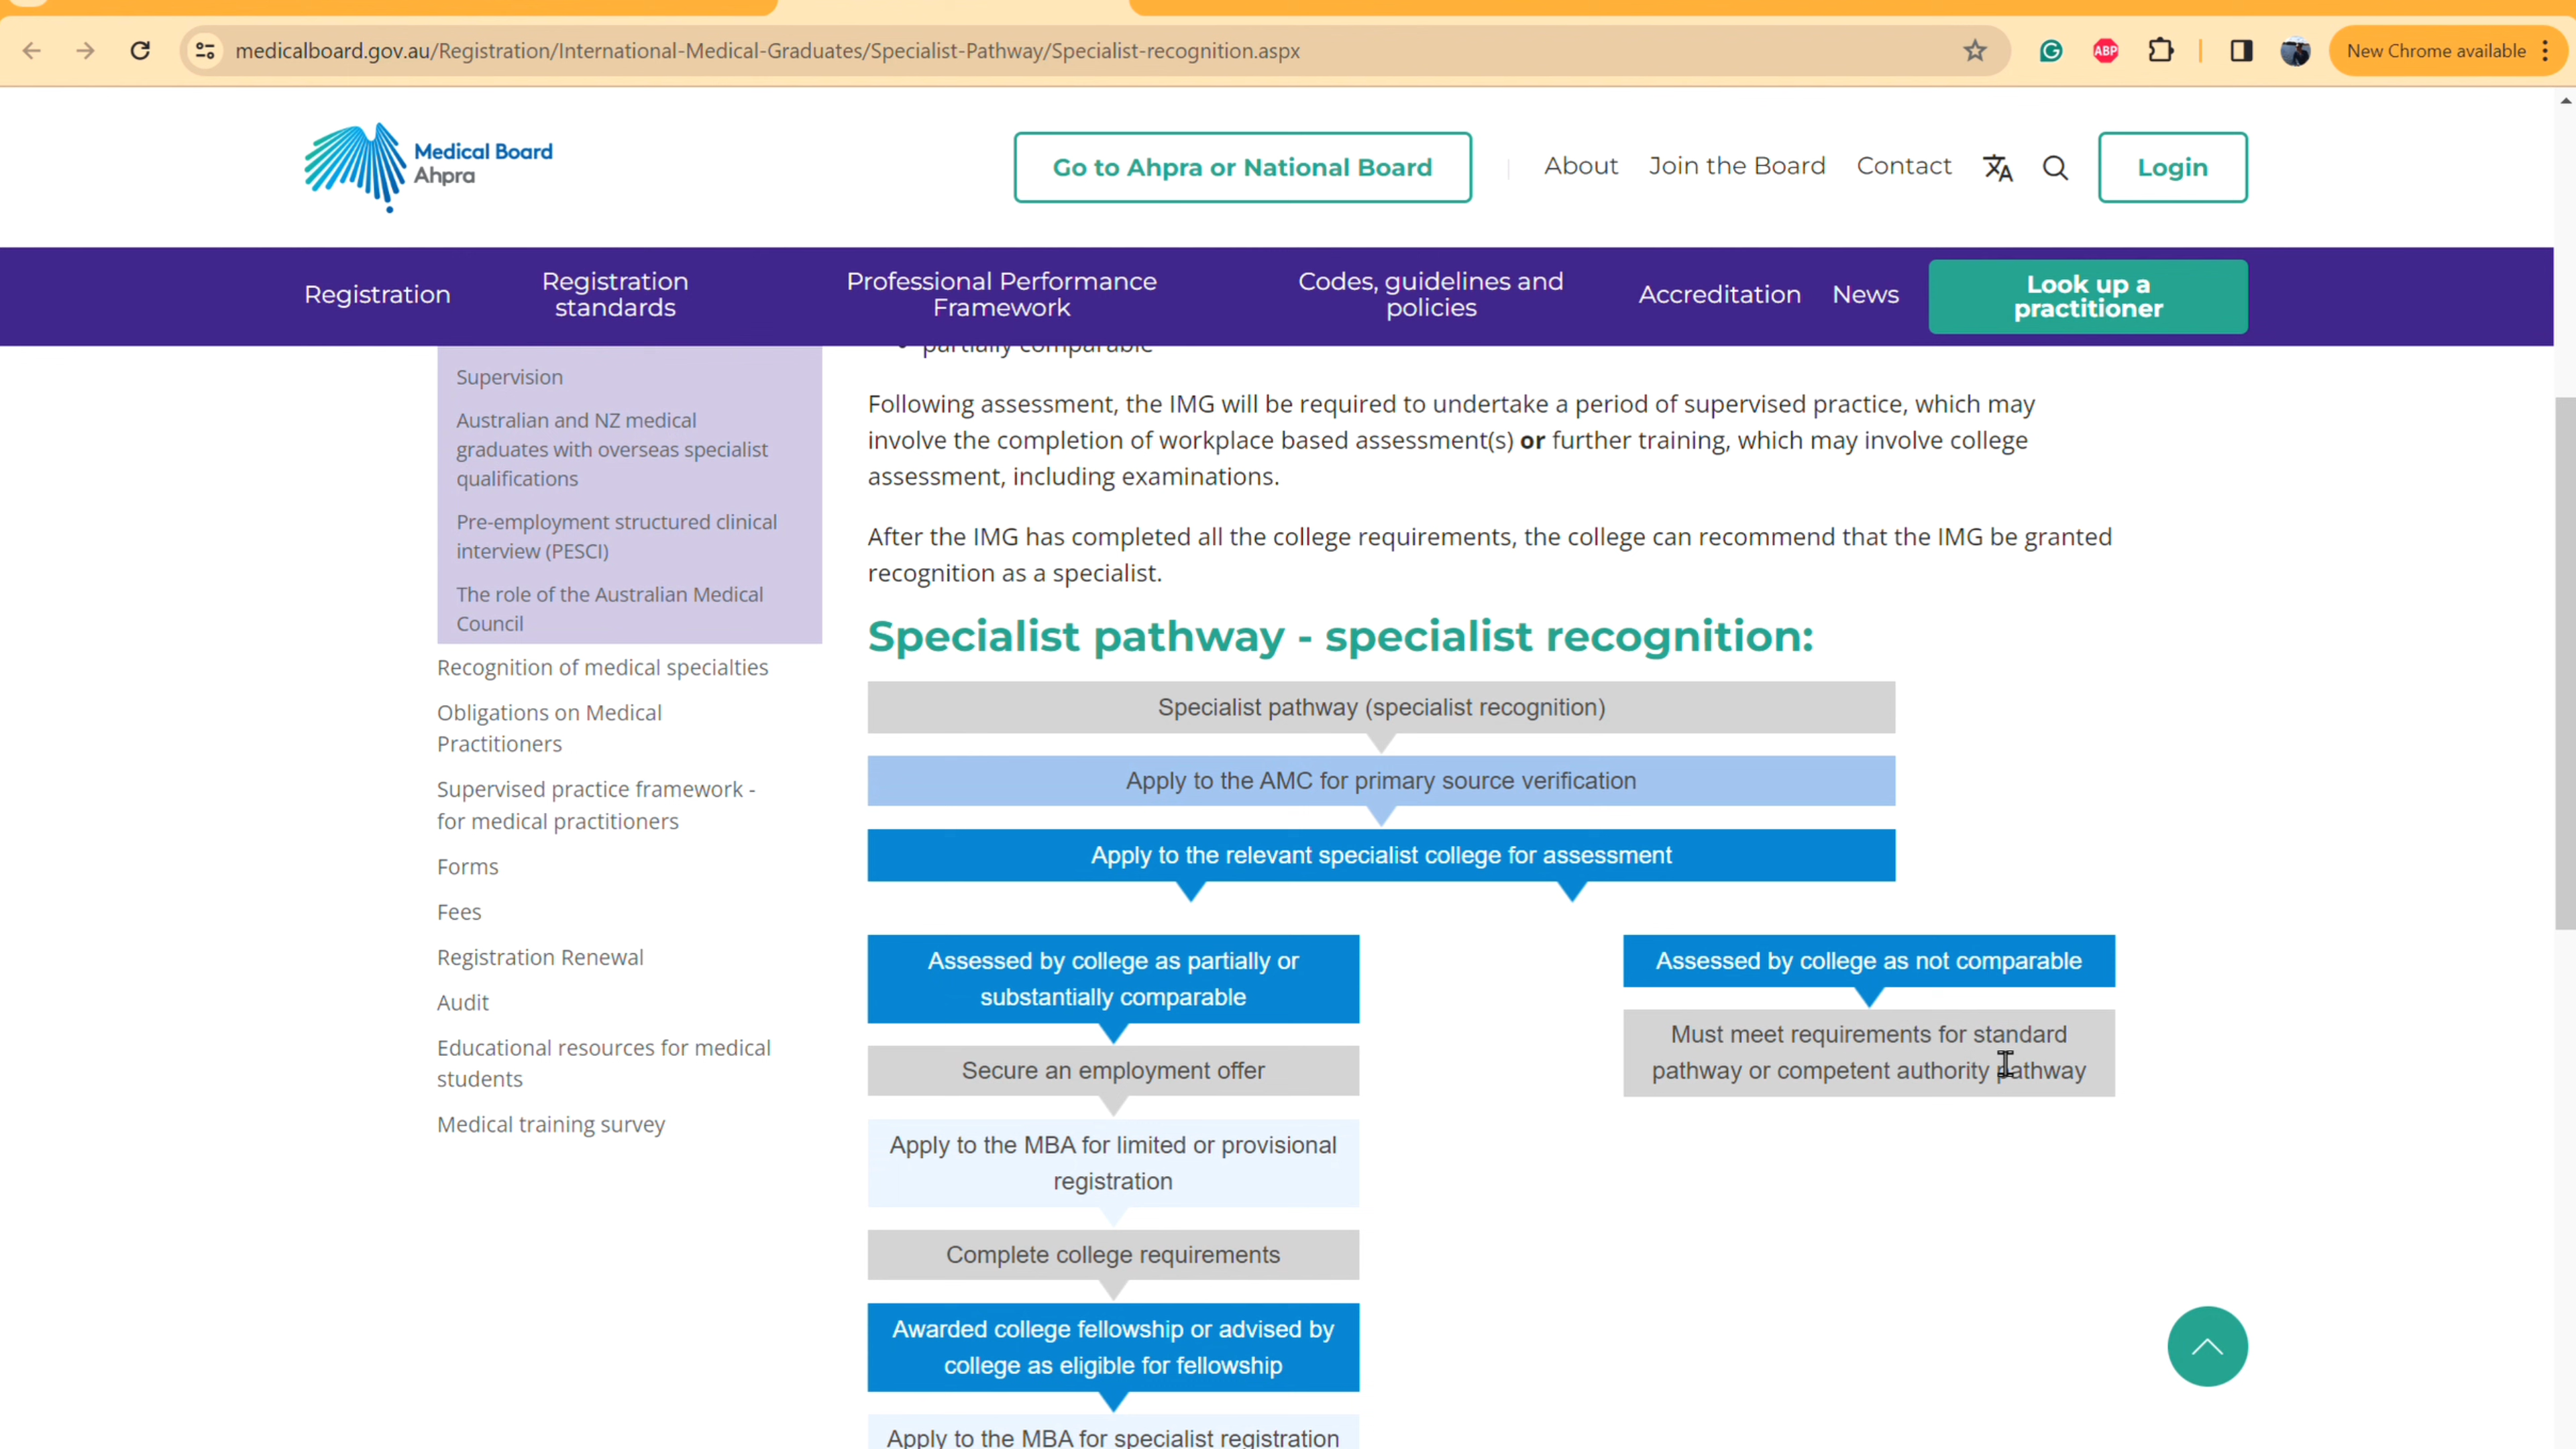 medicalboard.gov.au/Registration/International-Medical-Graduates/Specialist-Pathway/Specialist-recognition.aspx
ABP
New Chrome available
Medical Board
Ahpra
Go to Ahpra or National Board
About
Join the Board
Contact
Login
Registration
Registration
standards
Professional Performance
Framework
Codes, guidelines and
policies
Accreditation
News
Look up a
practitioner
Supervision
Australian and NZ medical
graduates with overseas specialist
qualifications
Pre-employment structured clinical
interview (PESCI)
The role of the Australian Medical
Council
Recognition of medical specialties
Obligations on Medical
Practitioners
Supervised practice framework -
for medical practitioners
Forms
Fees
Registration Renewal
Audit
Educational resources for medical
students
Medical training survey
• partially comparable
Following assessment, the IMG will be required to undertake a period of supervised practice, which may
involve the completion of workplace based assessment(s) or further training, which may involve college
assessment, including examinations.
After the IMG has completed all the college requirements, the college can recommend that the IMG be granted
recognition as a specialist.
Specialist pathway - specialist recognition:
Specialist pathway (specialist recognition)
Apply to the AMC for primary source verification
Apply to the relevant specialist college for assessment
Assessed by college as partially or
substantially comparable
Secure an employment offer
Apply to the MBA for limited or provisional
registration
Complete college requirements
Awarded college fellowship or advised by
college as eligible for fellowship
Apply to the MBA for specialist registration
Assessed by college as not comparable
Must meet requirements for standard
pathway or competent authority pathway